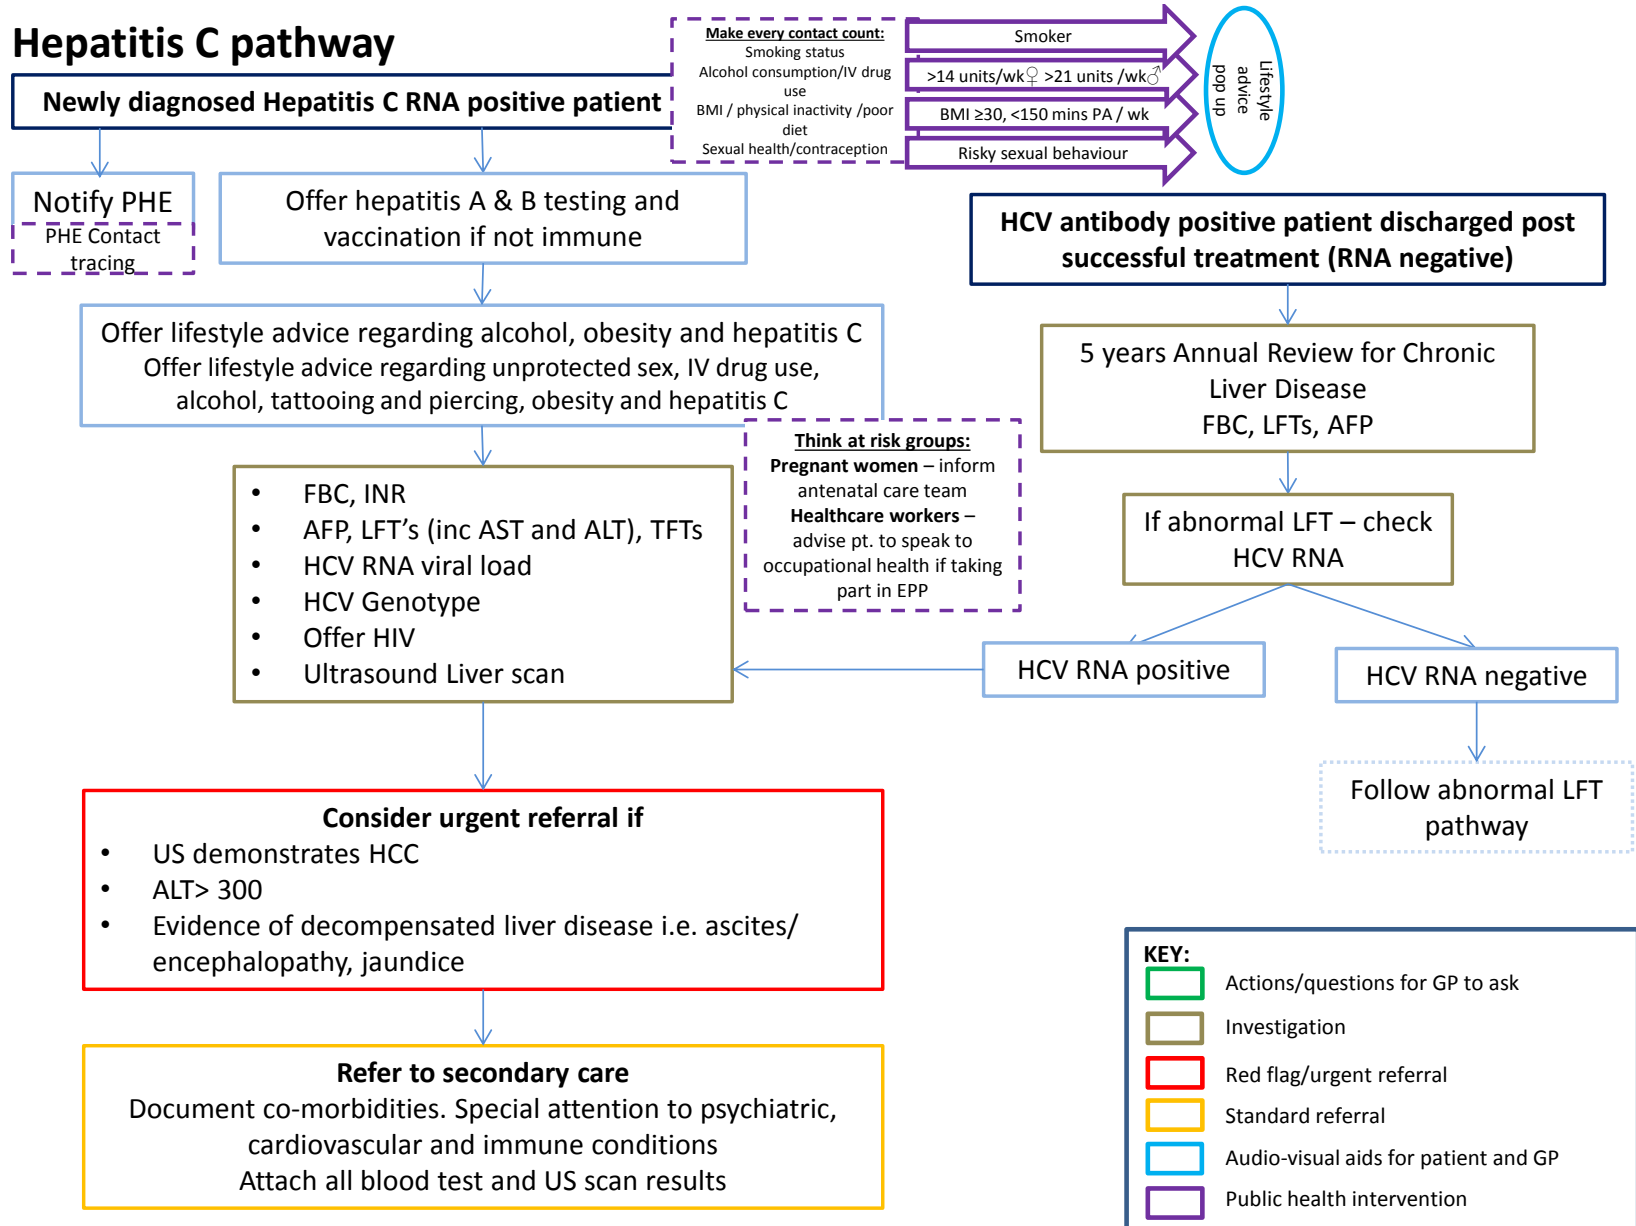 Hepatitis C pathway
Newly diagnosed Hepatitis C RNA positive patient
Make every contact count:
Smoking status
Alcohol consumption/IV drug
use
BMI / physical inactivity /poor
diet
Sexual health/contraception
Smoker
>14 units/wk♀ >21 units /wk♂
BMI ≥30, <150 mins PA / wk
Risky sexual behaviour
Lifestyle
advice
pop up
Notify PHE
PHE Contact
tracing
Offer hepatitis A & B testing and
vaccination if not immune
Offer lifestyle advice regarding alcohol, obesity and hepatitis C
Offer lifestyle advice regarding unprotected sex, IV drug use,
alcohol, tattooing and piercing, obesity and hepatitis C
• FBC, INR
• AFP, LFT’s (inc AST and ALT), TFTs
• HCV RNA viral load
• HCV Genotype
• Offer HIV
• Ultrasound Liver scan
Think at risk groups:
Pregnant women – inform
antenatal care team
Healthcare workers –
advise pt. to speak to
occupational health if taking
part in EPP
HCV antibody positive patient discharged post
successful treatment (RNA negative)
5 years Annual Review for Chronic
Liver Disease
FBC, LFTs, AFP
If abnormal LFT – check
HCV RNA
HCV RNA positive
HCV RNA negative
Follow abnormal LFT
pathway
Consider urgent referral if
• US demonstrates HCC
• ALT> 300
• Evidence of decompensated liver disease i.e. ascites/
encephalopathy, jaundice
Refer to secondary care
Document co-morbidities. Special attention to psychiatric,
cardiovascular and immune conditions
Attach all blood test and US scan results
KEY:
Actions/questions for GP to ask
Investigation
Red flag/urgent referral
Standard referral
Audio-visual aids for patient and GP
Public health intervention